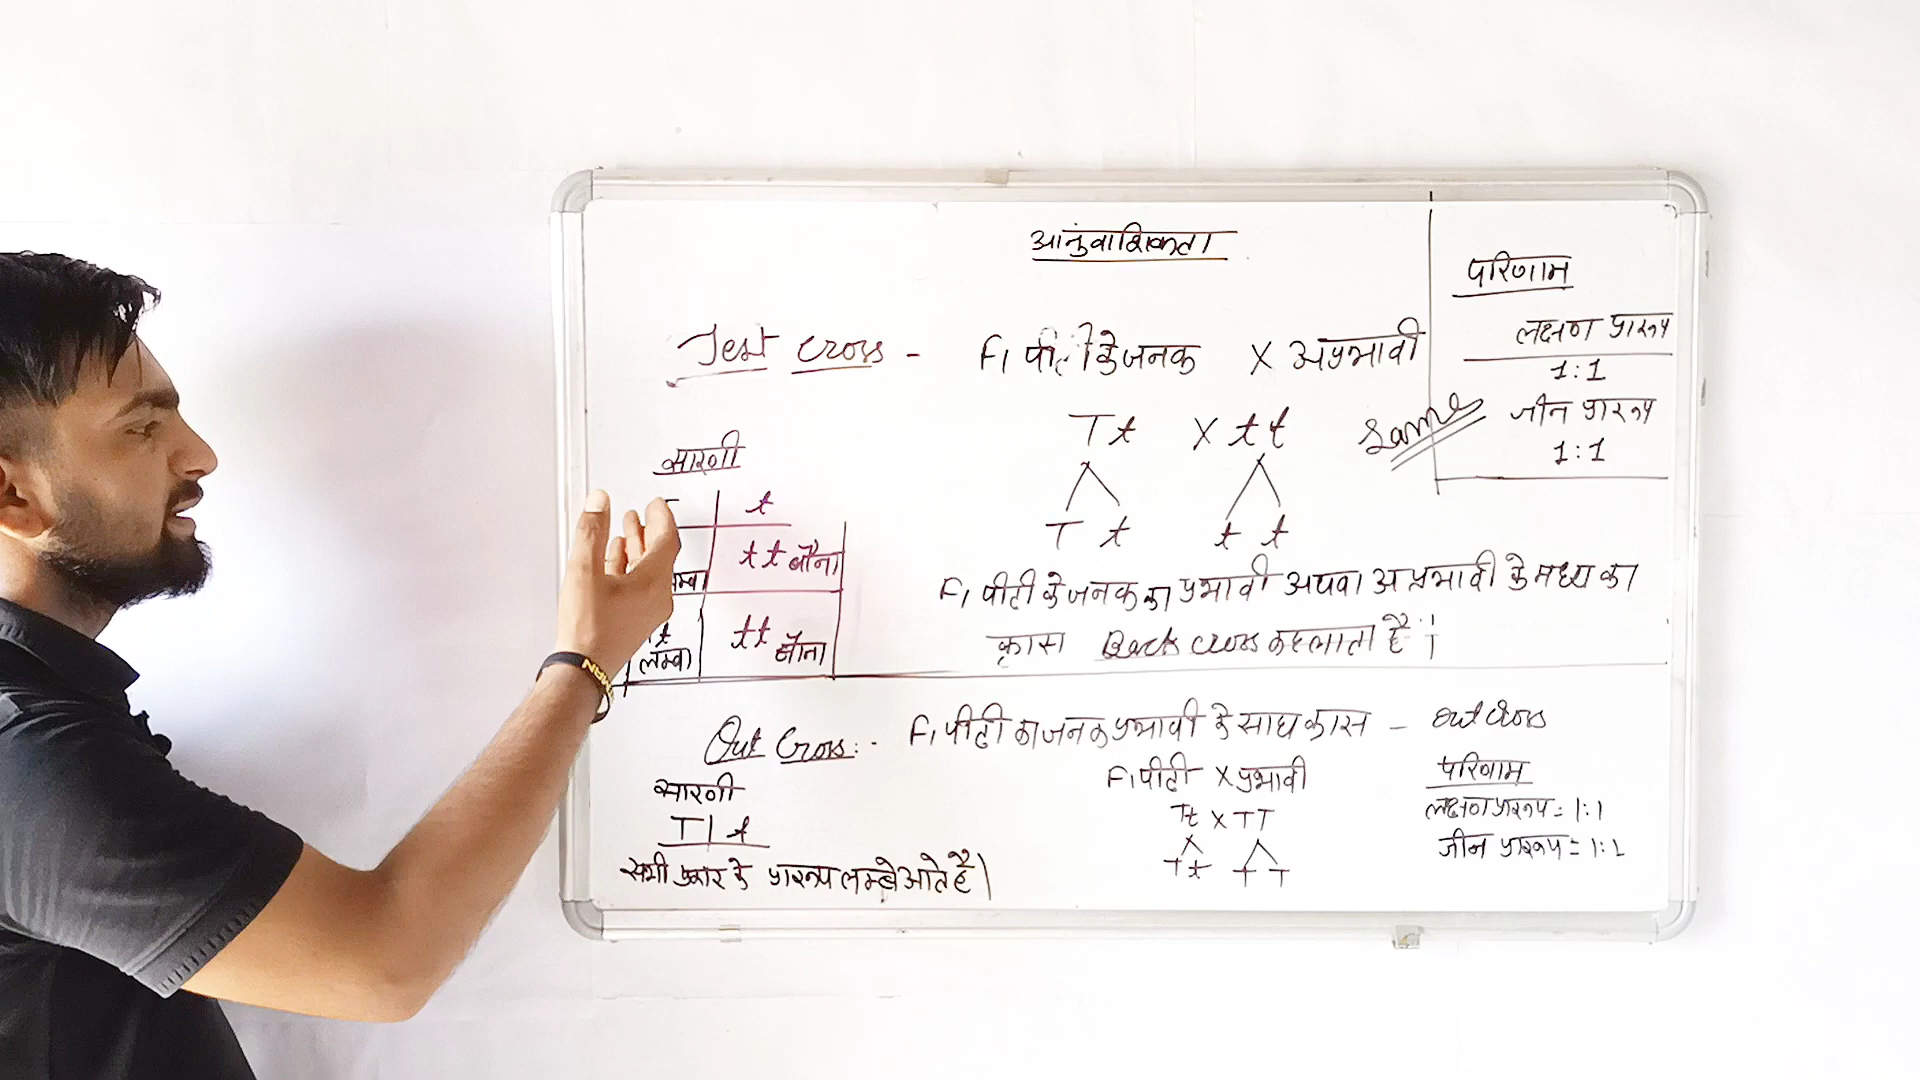 आनुवाशिकता
परिणाम
लक्षण प्रारूप
1:1
जीन प्रारूप
1:1
Test cross - F₁ पीढ़ी के जनक X अप्रभावी
Tt X tt Same
T t t t
सारणी
t
tt बौना
म्बा
t tt बौना
लम्बा
F₁ पीढी के जनक का प्रभावी अथवा अप्रभावी के मध्य का
क्रास Back cross कहलाता है।
Out Cross:- F₁ पीढी का जनक प्रभावी के साथ क्रास - out cross
सारणी
T | t
सभी प्रकार के प्रारूप लम्बे आते है।
F₁ पीढी X प्रभावी
Tt X TT
T t T T
परिणाम
लक्षण प्रारूप = 1:1
जीन प्रारूप = 1:1